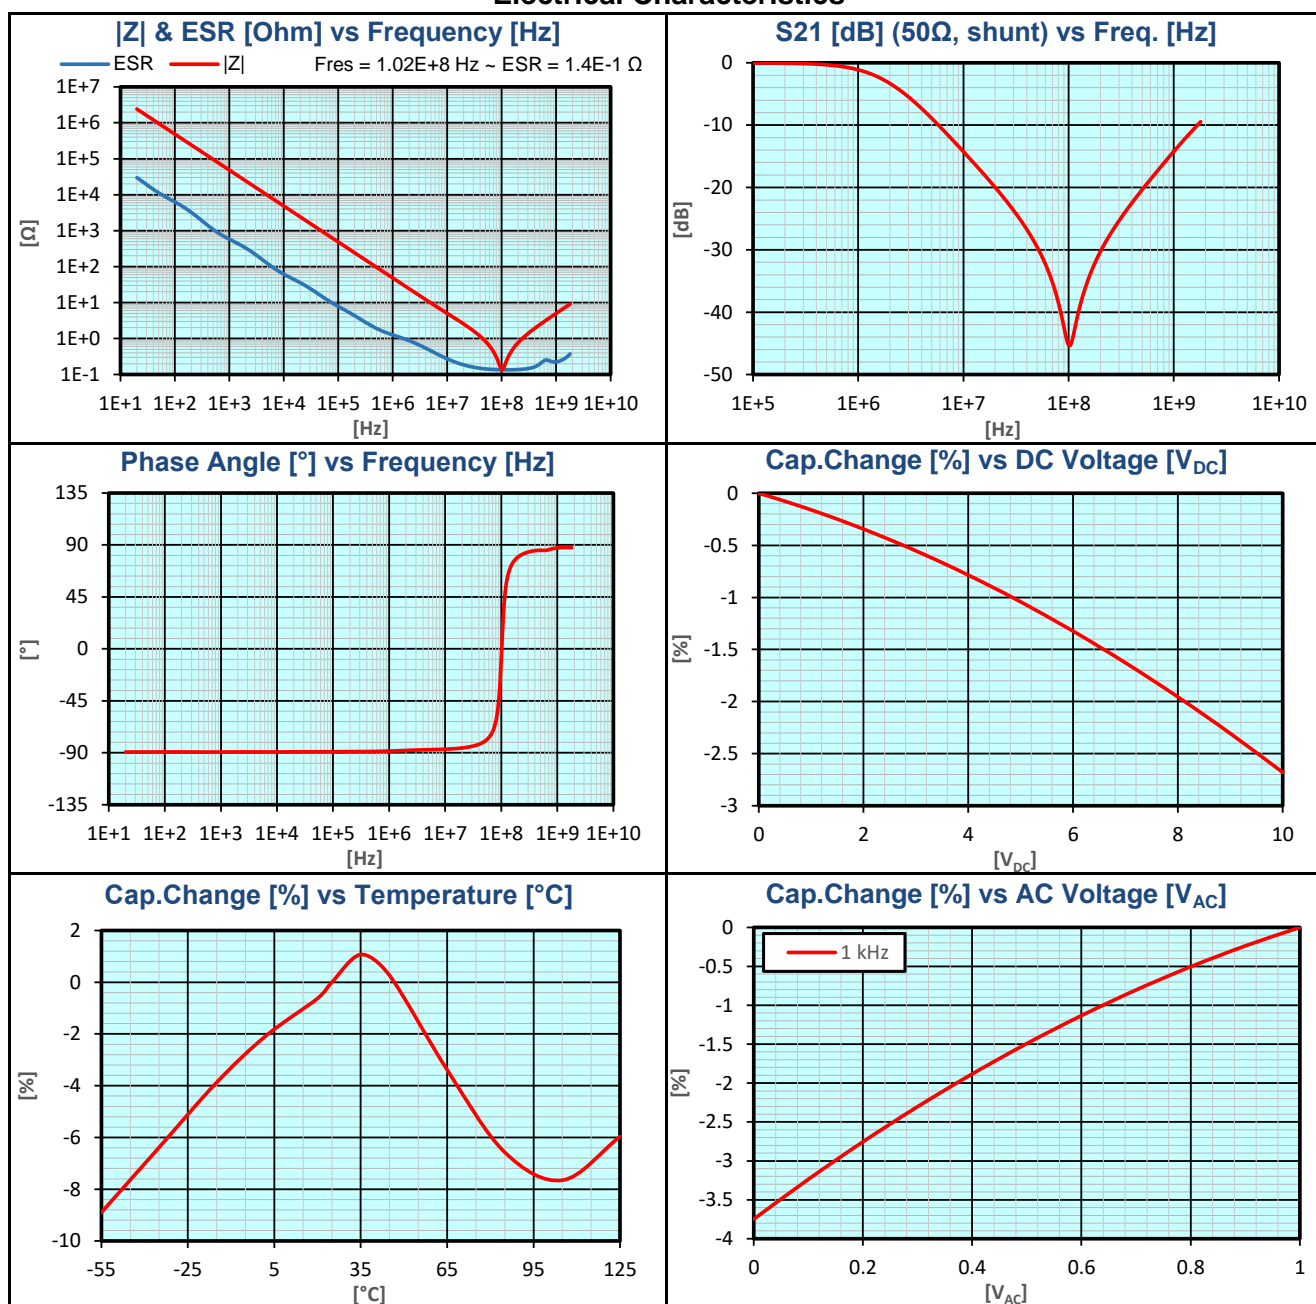 Electrical Characteristics
|Z| & ESR [Ohm] vs Frequency [Hz]
ESR |Z| Fres = 1.02E+8 Hz ~ ESR = 1.4E-1 Ω
1E+7
1E+6
1E+5
1E+4
1E+3
1E+2
1E+1
1E+0
1E-1
[Ω]
1E+1 1E+2 1E+3 1E+4 1E+5 1E+6 1E+7 1E+8 1E+9 1E+10
[Hz]
S21 [dB] (50Ω, shunt) vs Freq. [Hz]
0
-10
-20
-30
-40
-50
[dB]
1E+5 1E+6 1E+7 1E+8 1E+9 1E+10
[Hz]
Phase Angle [°] vs Frequency [Hz]
135
90
45
0
-45
-90
-135
[°]
1E+1 1E+2 1E+3 1E+4 1E+5 1E+6 1E+7 1E+8 1E+9 1E+10
[Hz]
Cap.Change [%] vs DC Voltage [VDC]
0
-0.5
-1
-1.5
-2
-2.5
-3
[%]
0 2 4 6 8 10
[VDC]
Cap.Change [%] vs Temperature [°C]
2
0
-2
-4
-6
-8
-10
[%]
-55 -25 5 35 65 95 125
[°C]
Cap.Change [%] vs AC Voltage [VAC]
1 kHz
0
-0.5
-1
-1.5
-2
-2.5
-3
-3.5
-4
[%]
0 0.2 0.4 0.6 0.8 1
[VAC]